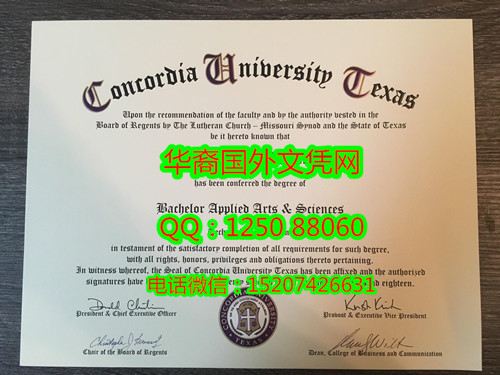 Concordia University Texas
Upon the recommendation of the faculty and by the authority vested in the
Board of Regents by The Lutheran Church – Missouri Synod and the State of Texas
be it hereto known that
华裔国外文凭网
has been conferred the degree of
Bachelor Applied Arts & Sciences
QQ：1250 88060
in testament of the satisfactory completion of all requirements for such degree,
with all rights, honors, privileges and obligations thereto pertaining.
In witness whereof, the Seal of Concordia University Texas has been affixed and the authorized
signatures have
eighteen.
电话微信：15207426631
President & Chief Executive Officer
Provost & Executive Vice President
CONCORDIA UNIVERSITY
TEXAS
Chair of the Board of Regents
Dean, College of Business and Communication